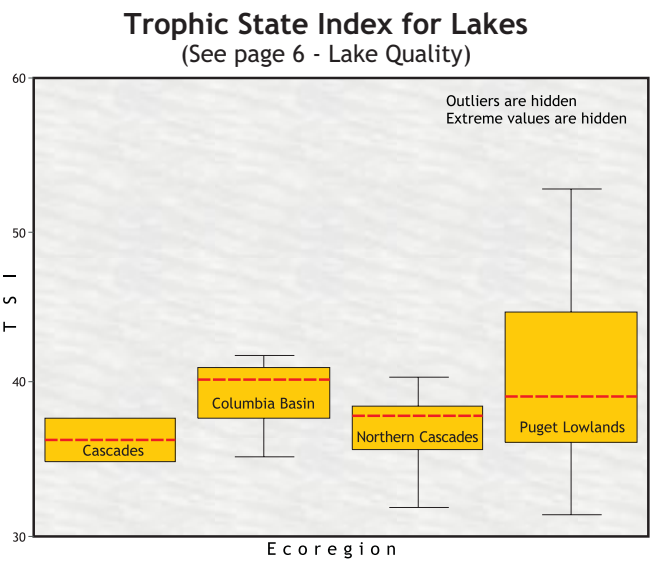 Trophic State Index for Lakes
(See page 6 - Lake Quality)
60
Outliers are hidden
Extreme values are hidden
50
T S I
40
Columbia Basin
Puget Lowlands
Northern Cascades
Cascades
30
Ecoregion